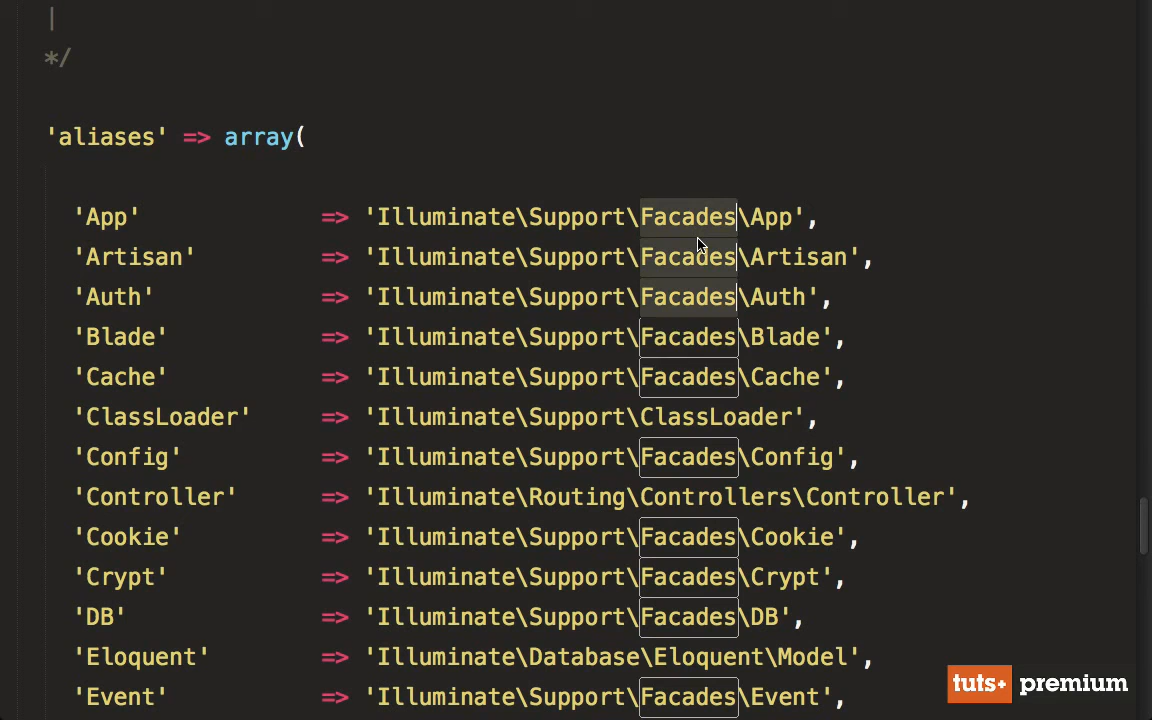 |
*/
'aliases' => array(
'App' => 'Illuminate\Support\Facades\App',
'Artisan' => 'Illuminate\Support\Facades\Artisan',
'Auth' => 'Illuminate\Support\Facades\Auth',
'Blade' => 'Illuminate\Support\Facades\Blade',
'Cache' => 'Illuminate\Support\Facades\Cache',
'ClassLoader' => 'Illuminate\Support\ClassLoader',
'Config' => 'Illuminate\Support\Facades\Config',
'Controller' => 'Illuminate\Routing\Controllers\Controller',
'Cookie' => 'Illuminate\Support\Facades\Cookie',
'Crypt' => 'Illuminate\Support\Facades\Crypt',
'DB' => 'Illuminate\Support\Facades\DB',
'Eloquent' => 'Illuminate\Database\Eloquent\Model',
'Event' => 'Illuminate\Support\Facades\Event',
tuts+ premium